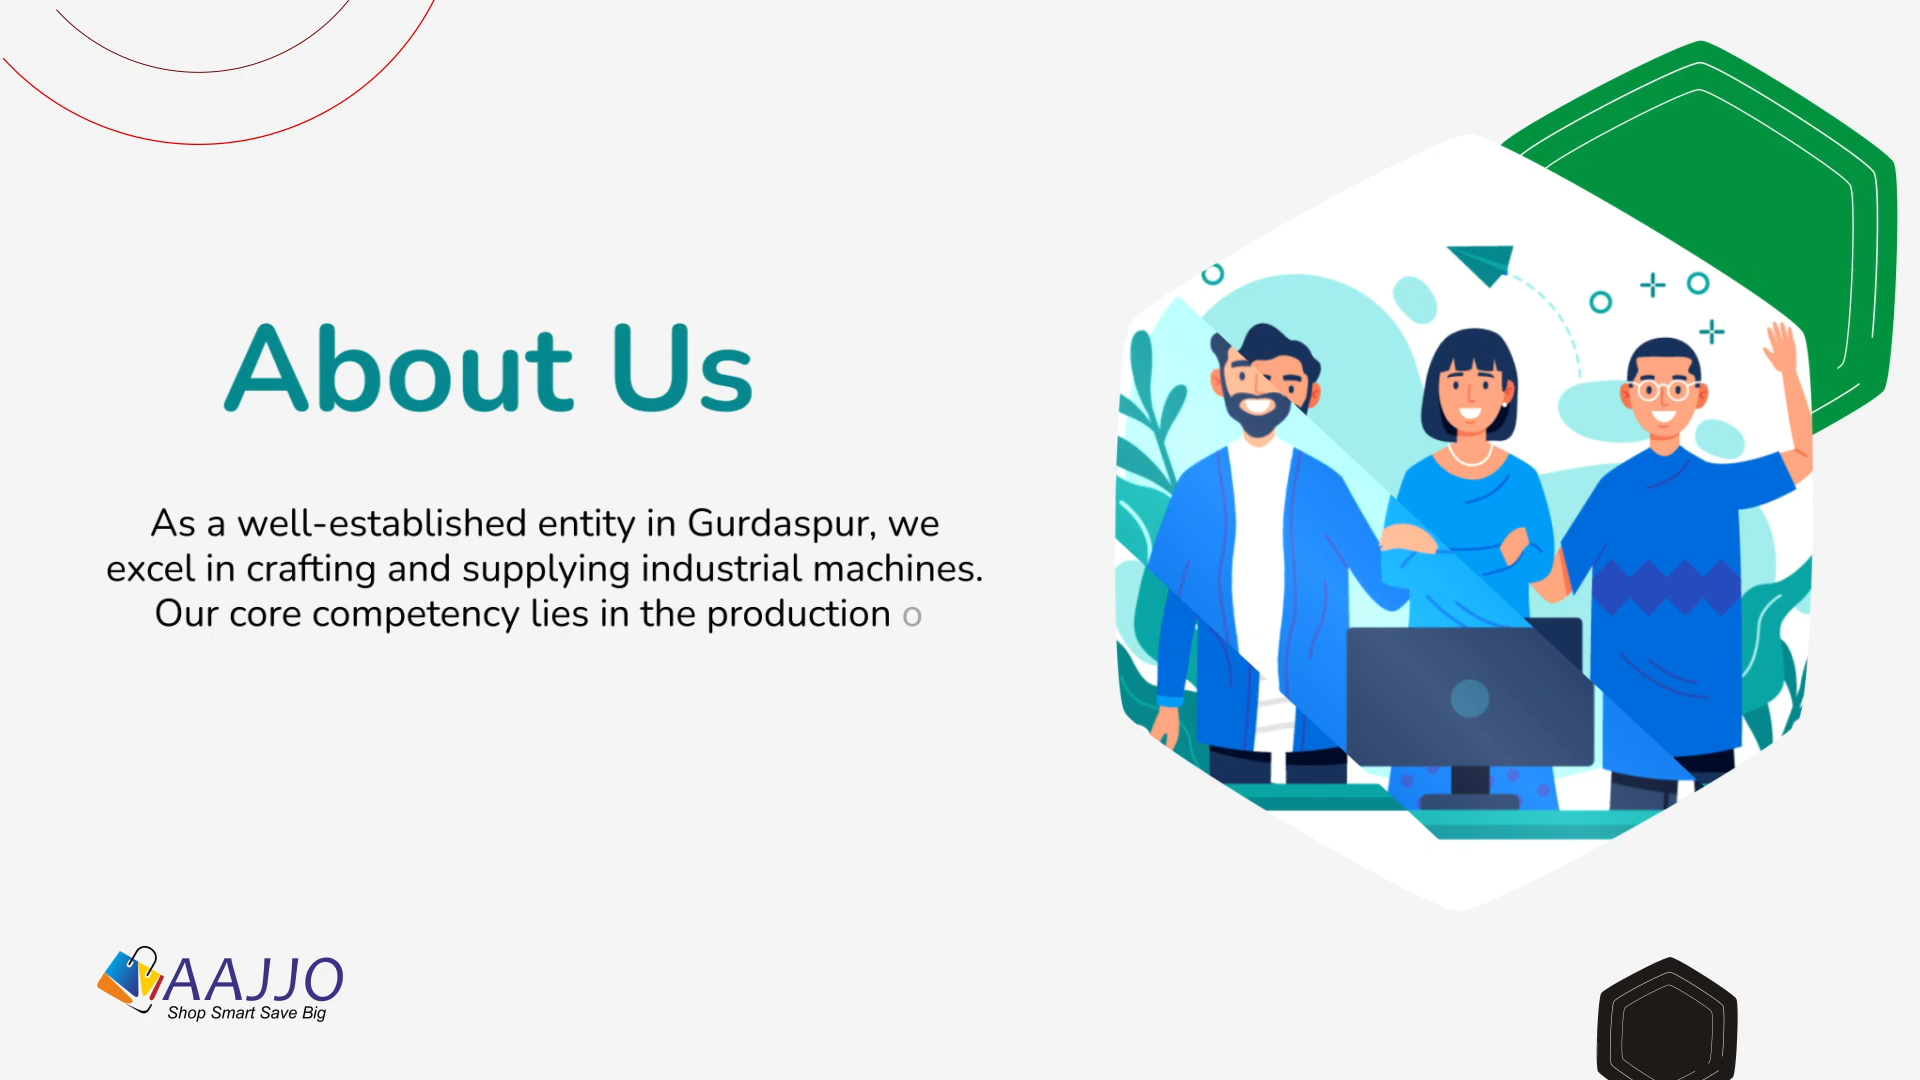 About Us
As a well-established entity in Gurdaspur, we
excel in crafting and supplying industrial machines.
Our core competency lies in the production o
AAJJO
Shop Smart Save Big